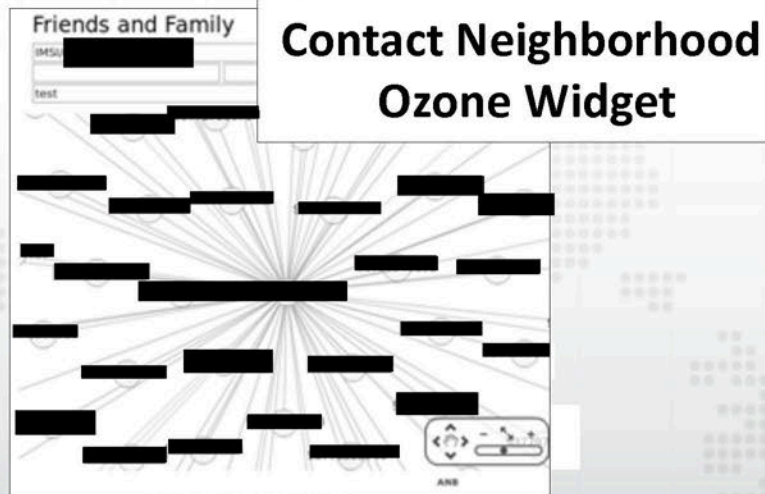 Friends and Family
Contact Neighborhood
Ozone Widget
IMSI/
test
ANB